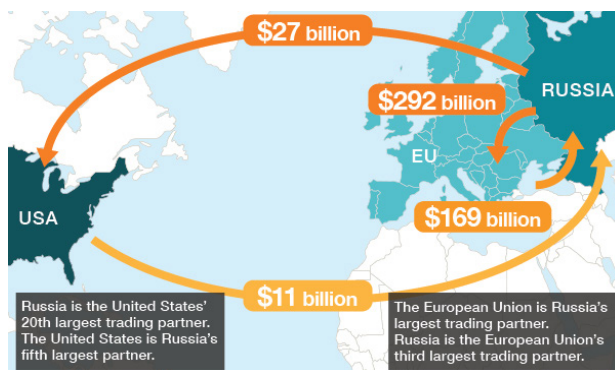 $27 billion
$292 billion
RUSSIA
EU
USA
$169 billion
$11 billion
Russia is the United States'
20th largest trading partner.
The United States is Russia's
fifth largest partner.
The European Union is Russia's
largest trading partner.
Russia is the European Union's
third largest trading partner.